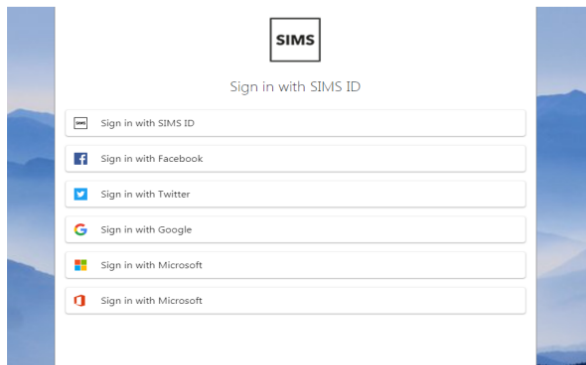 SIMS
Sign in with SIMS ID
SIMS Sign in with SIMS ID
Sign in with Facebook
Sign in with Twitter
Sign in with Google
Sign in with Microsoft
Sign in with Microsoft